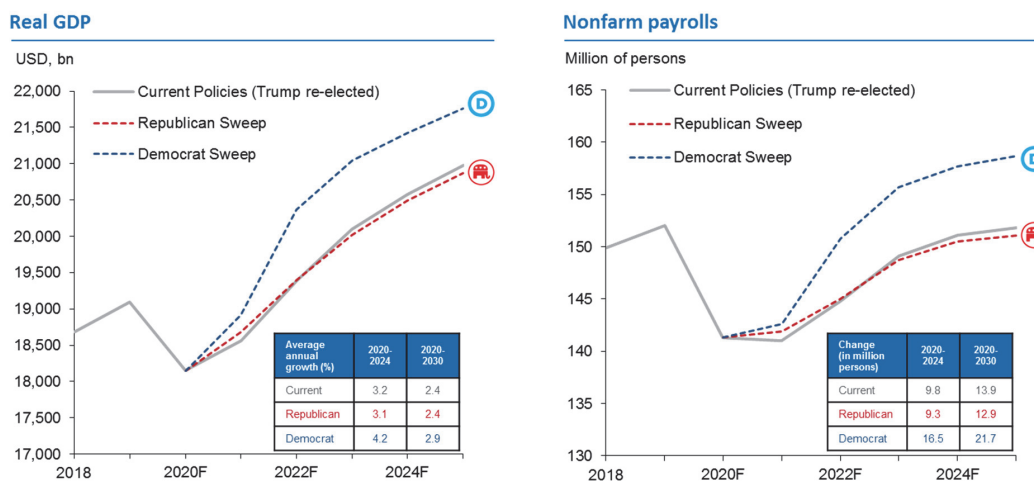 Real GDP
USD, bn
22,000
21,500
21,000
20,500
20,000
19,500
19,000
18,500
18,000
17,500
17,000
Current Policies (Trump re-elected)
Republican Sweep
Democrat Sweep
D
Average annual growth (%) 2020-2024 2020-2030
Current 3.2 2.4
Republican 3.1 2.4
Democrat 4.2 2.9
2018 2020F 2022F 2024F
Nonfarm payrolls
Million of persons
165
160
155
150
145
140
135
130
Current Policies (Trump re-elected)
Republican Sweep
Democrat Sweep
D
Change (in million persons) 2020-2024 2020-2030
Current 9.8 13.9
Republican 9.3 12.9
Democrat 16.5 21.7
2018 2020F 2022F 2024F